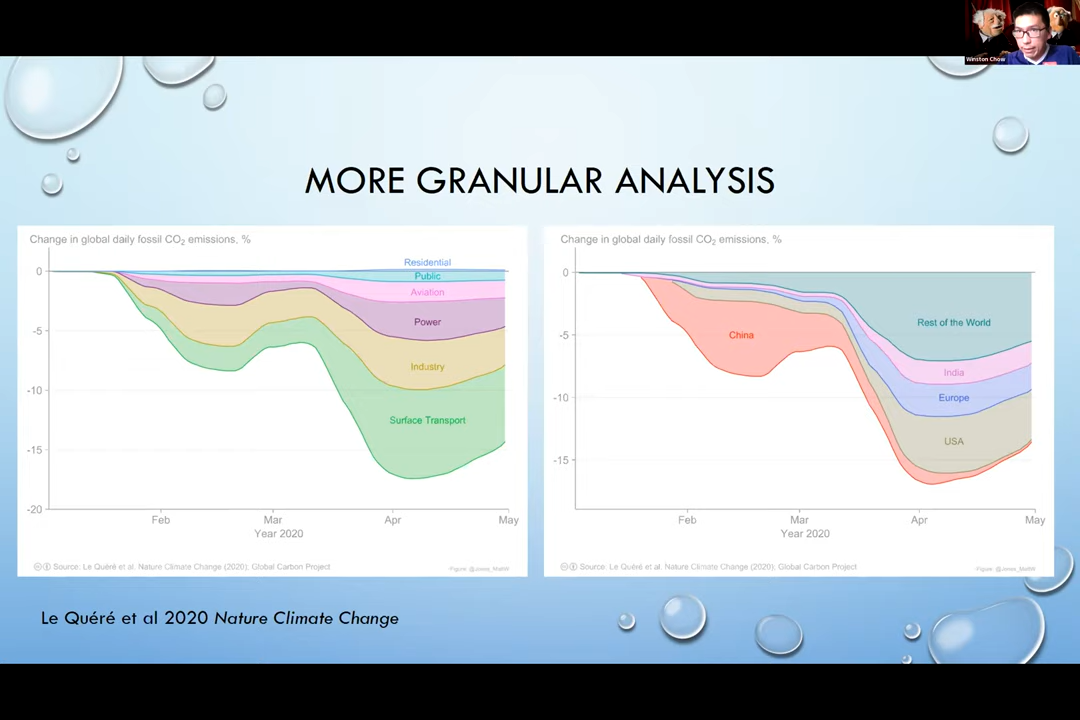 Winston Chow
MORE GRANULAR ANALYSIS
Change in global daily fossil CO₂ emissions, %
0
-5
-10
-15
-20
Residential
Public
Aviation
Power
Industry
Surface Transport
Feb
Mar
Apr
May
Year 2020
Source: Le Quéré et al. Nature Climate Change (2020); Global Carbon Project
Figure: @Jones_MattW
Change in global daily fossil CO₂ emissions, %
0
-5
-10
-15
Rest of the World
China
India
Europe
USA
Feb
Mar
Apr
May
Year 2020
Source: Le Quéré et al. Nature Climate Change (2020); Global Carbon Project
Figure: @Jones_MattW
Le Quéré et al 2020 Nature Climate Change